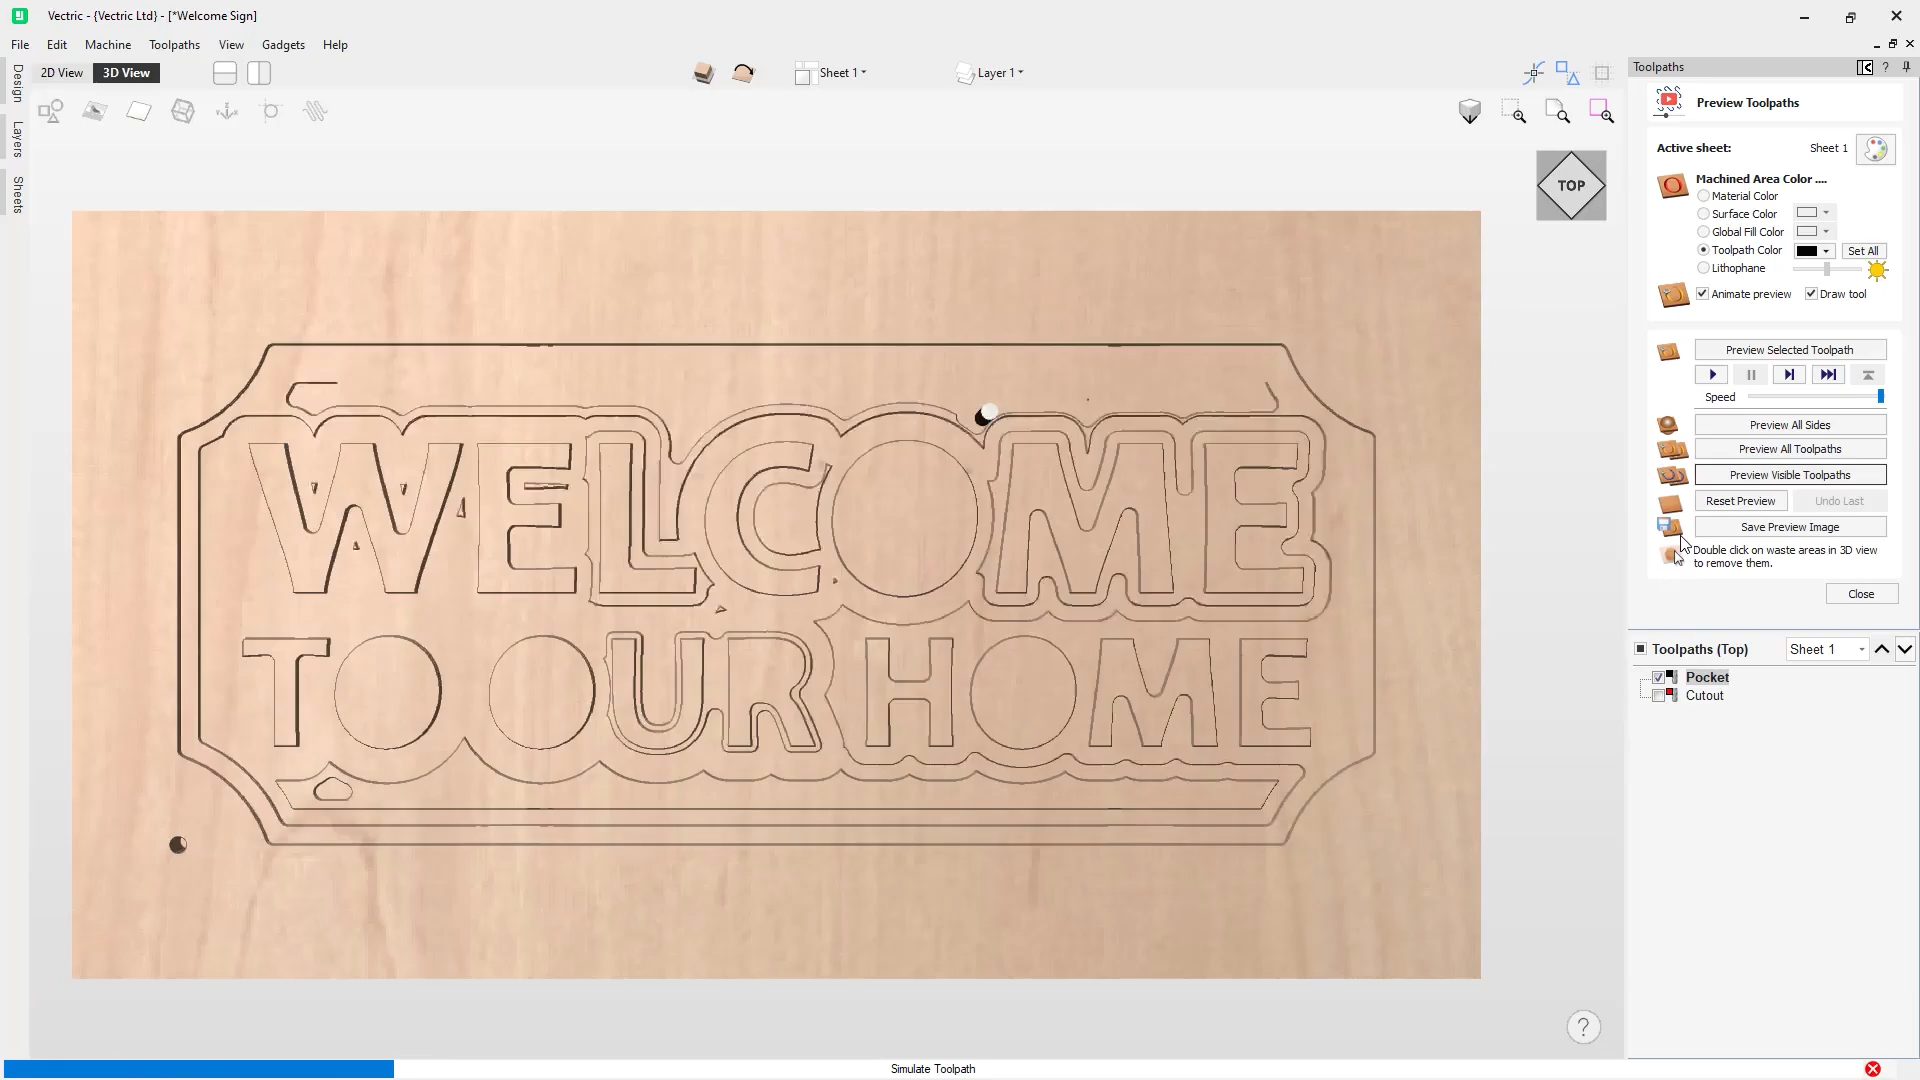 Vectric - {Vectric Ltd} - [*Welcome Sign]
File Edit Machine Toolpaths View Gadgets Help
2D View 3D View Sheet 1 Layer 1
Design
Layers
Sheets
TOP
WELCOME
TO OUR HOME
Toolpaths ?
Preview Toolpaths
Active sheet: Sheet 1
Machined Area Color ....
Material Color
Surface Color
Global Fill Color
Toolpath Color Set All
Lithophane
Animate preview Draw tool
Preview Selected Toolpath
Speed
Preview All Sides
Preview All Toolpaths
Preview Visible Toolpaths
Reset Preview Undo Last
Save Preview Image
Double click on waste areas in 3D view
to remove them.
Close
Toolpaths (Top) Sheet 1
Pocket
Cutout
?
Simulate Toolpath